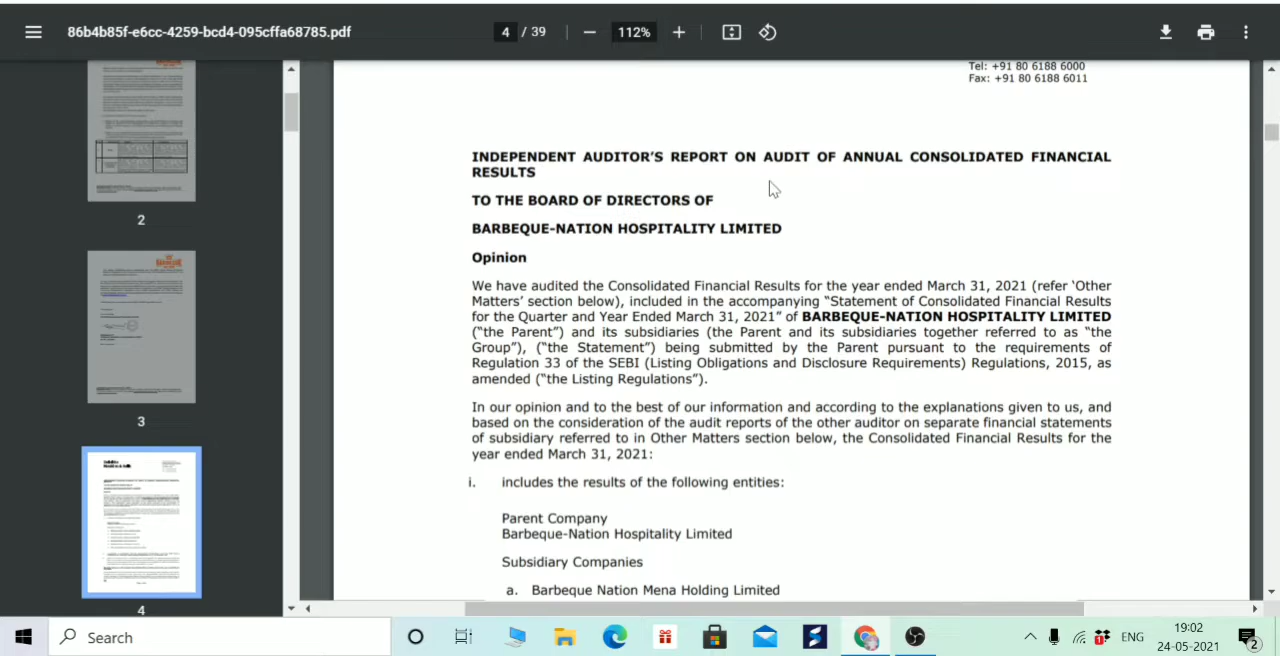 86b4b85f-e6cc-4259-bcd4-095cffa68785.pdf
4 / 39
112%
2
3
4
Tel: +91 80 6188 6000
Fax: +91 80 6188 6011
INDEPENDENT AUDITOR'S REPORT ON AUDIT OF ANNUAL CONSOLIDATED FINANCIAL
RESULTS
TO THE BOARD OF DIRECTORS OF
BARBEQUE-NATION HOSPITALITY LIMITED
Opinion
We have audited the Consolidated Financial Results for the year ended March 31, 2021 (refer 'Other
Matters' section below), included in the accompanying "Statement of Consolidated Financial Results
for the Quarter and Year Ended March 31, 2021" of BARBEQUE-NATION HOSPITALITY LIMITED
("the Parent") and its subsidiaries (the Parent and its subsidiaries together referred to as "the
Group"), ("the Statement") being submitted by the Parent pursuant to the requirements of
Regulation 33 of the SEBI (Listing Obligations and Disclosure Requirements) Regulations, 2015, as
amended ("the Listing Regulations").
In our opinion and to the best of our information and according to the explanations given to us, and
based on the consideration of the audit reports of the other auditor on separate financial statements
of subsidiary referred to in Other Matters section below, the Consolidated Financial Results for the
year ended March 31, 2021:
i. includes the results of the following entities:
Parent Company
Barbeque-Nation Hospitality Limited
Subsidiary Companies
a. Barbeque Nation Mena Holding Limited
Search
ENG
19:02
24-05-2021
2